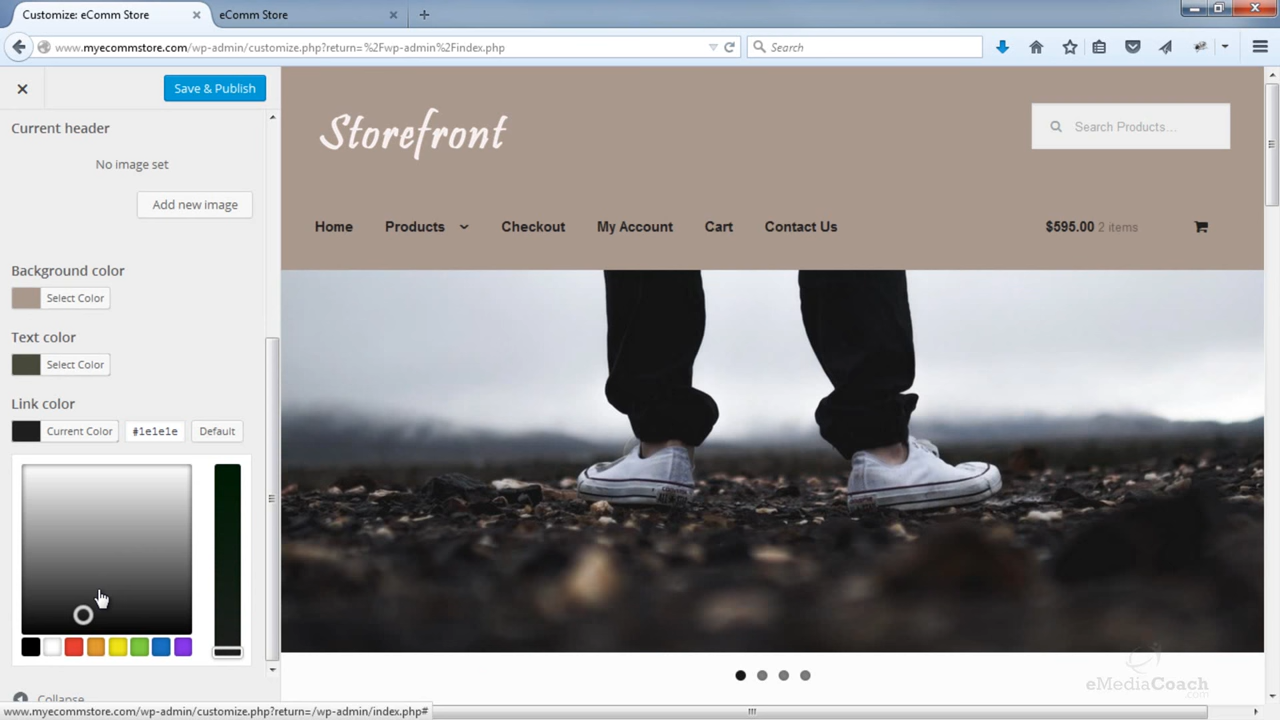 Customize: eComm Store
eComm Store
www.myecommstore.com/wp-admin/customize.php?return=%2Fwp-admin%2Findex.php
Search
Save & Publish
Current header
No image set
Add new image
Background color
Select Color
Text color
Select Color
Link color
Current Color
#1e1e1e
Default
Collapse
www.myecommstore.com/wp-admin/customize.php?return=/wp-admin/index.php#
Storefront
Search Products...
Home
Products
Checkout
My Account
Cart
Contact Us
$595.00 2 items
eMediaCoach
.com